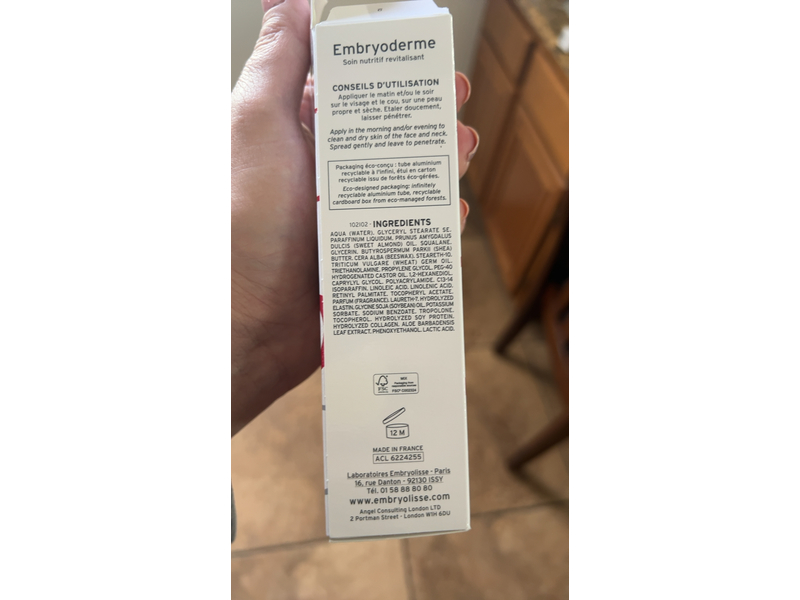 Embryoderme
Soin nutritif revitalisant
CONSEILS D'UTILISATION
Appliquer le matin et/ou le soir
sur le visage et le cou, sur une peau
propre et sèche. Etaler doucement,
laisser pénétrer.
Apply in the morning and/or evening to
clean and dry skin of the face and neck.
Spread gently and leave to penetrate.
Packaging éco-conçu : tube aluminium
recyclable à l'infini, étui en carton
recyclable issu de forêts éco-gérées.
Eco-designed packaging: infinitely
recyclable aluminium tube, recyclable
cardboard box from eco-managed forests.
102102 - INGREDIENTS
AQUA (WATER), GLYCERYL STEARATE SE,
PARAFFINUM LIQUIDUM, PRUNUS AMYGDALUS
DULCIS (SWEET ALMOND) OIL, SQUALANE,
GLYCERIN, BUTYROSPERMUM PARKII (SHEA)
BUTTER, CERA ALBA (BEESWAX), STEARETH-10,
TRITICUM VULGARE (WHEAT) GERM OIL,
TRIETHANOLAMINE, PROPYLENE GLYCOL, PEG-40
HYDROGENATED CASTOR OIL, 1,2-HEXANEDIOL,
CAPRYLYL GLYCOL, POLYACRYLAMIDE, C13-14
ISOPARAFFIN, LINOLEIC ACID, LINOLENIC ACID,
RETINYL PALMITATE, TOCOPHERYL ACETATE,
PARFUM (FRAGRANCE), LAURETH-7, HYDROLYZED
ELASTIN, GLYCINE SOJA (SOYBEAN) OIL, POTASSIUM
SORBATE, SODIUM BENZOATE, TROPOLONE,
TOCOPHEROL, HYDROLYZED SOY PROTEIN,
HYDROLYZED COLLAGEN, ALOE BARBADENSIS
LEAF EXTRACT, PHENOXYETHANOL, LACTIC ACID.
FSC
MIX
Packaging from
responsible sources
12 M
MADE IN FRANCE
ACL 6224255
Laboratoires Embryolisse - Paris
16, rue Danton - 92130 ISSY
Tél. 01 58 88 80 80
www.embryolisse.com
Angel Consulting London LTD
2 Portman Street - London W1H 6DU